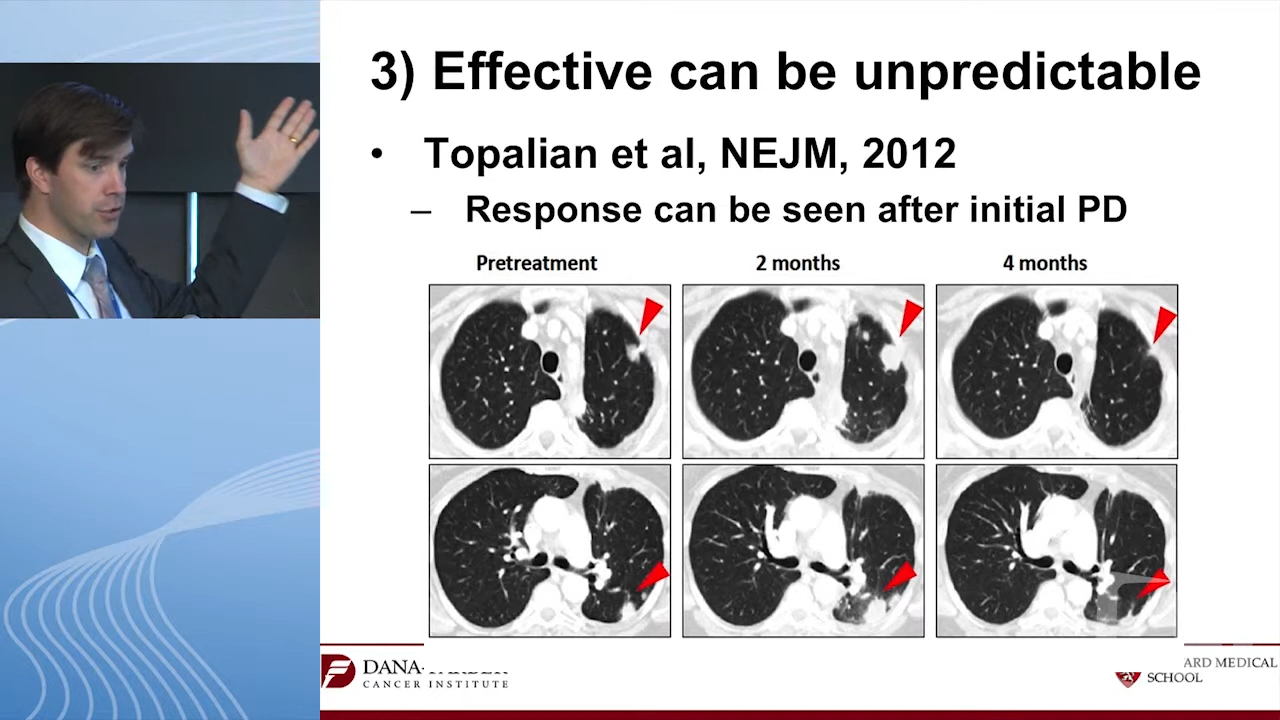 3) Effective can be unpredictable
• Topalian et al, NEJM, 2012
– Response can be seen after initial PD
Pretreatment 2 months 4 months
DANA-
CANCER INSTITUTE
ARD MEDICAL
SCHOOL